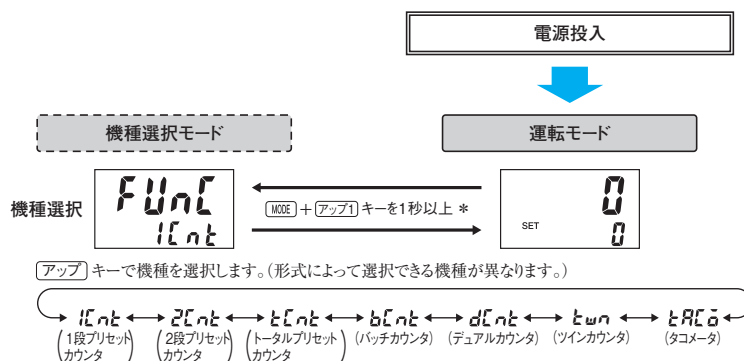 電源投入
機種選択モード
運転モード
機種選択
FUnC
1Cnt
MODE + アップ1 キーを1秒以上 *
0
SET 0
アップ キーで機種を選択します。(形式によって選択できる機種が異なります。)
1Cnt 2Cnt tCnt bCnt dCnt twn tACo
(1段プリセットカウンタ) (2段プリセットカウンタ) (トータルプリセットカウンタ) (バッチカウンタ) (デュアルカウンタ) (ツインカウンタ) (タコメータ)